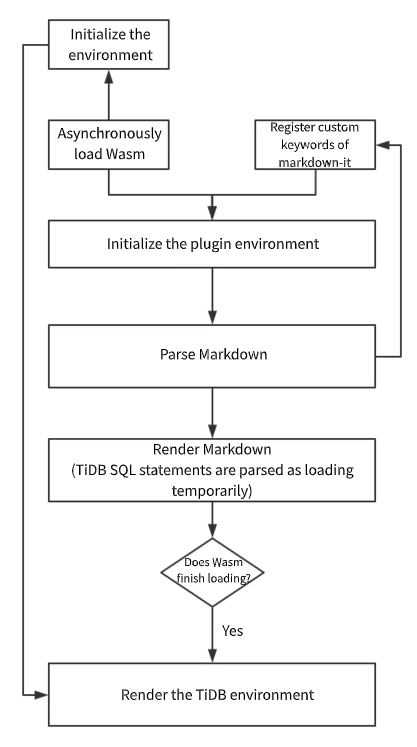 Initialize the
environment
Asynchronously
load Wasm
Register custom
keywords of
markdown-it
Initialize the plugin environment
Parse Markdown
Render Markdown
(TiDB SQL statements are parsed as loading
temporarily)
Does Wasm
finish loading?
Yes
Render the TiDB environment